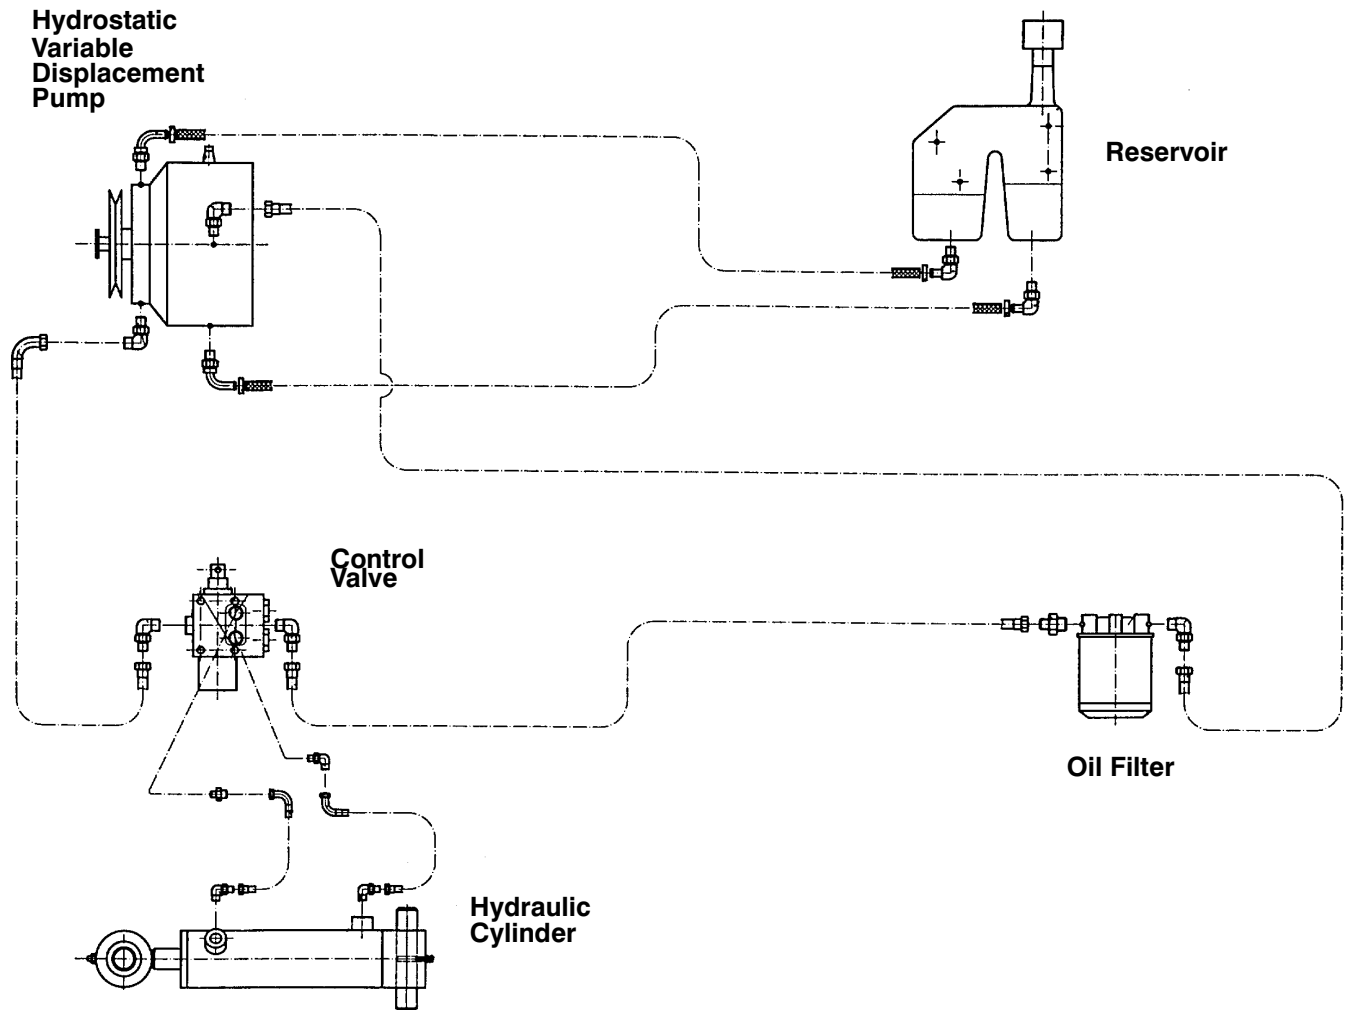 Hydrostatic
Variable
Displacement
Pump
Reservoir
Control
Valve
Oil Filter
Hydraulic
Cylinder